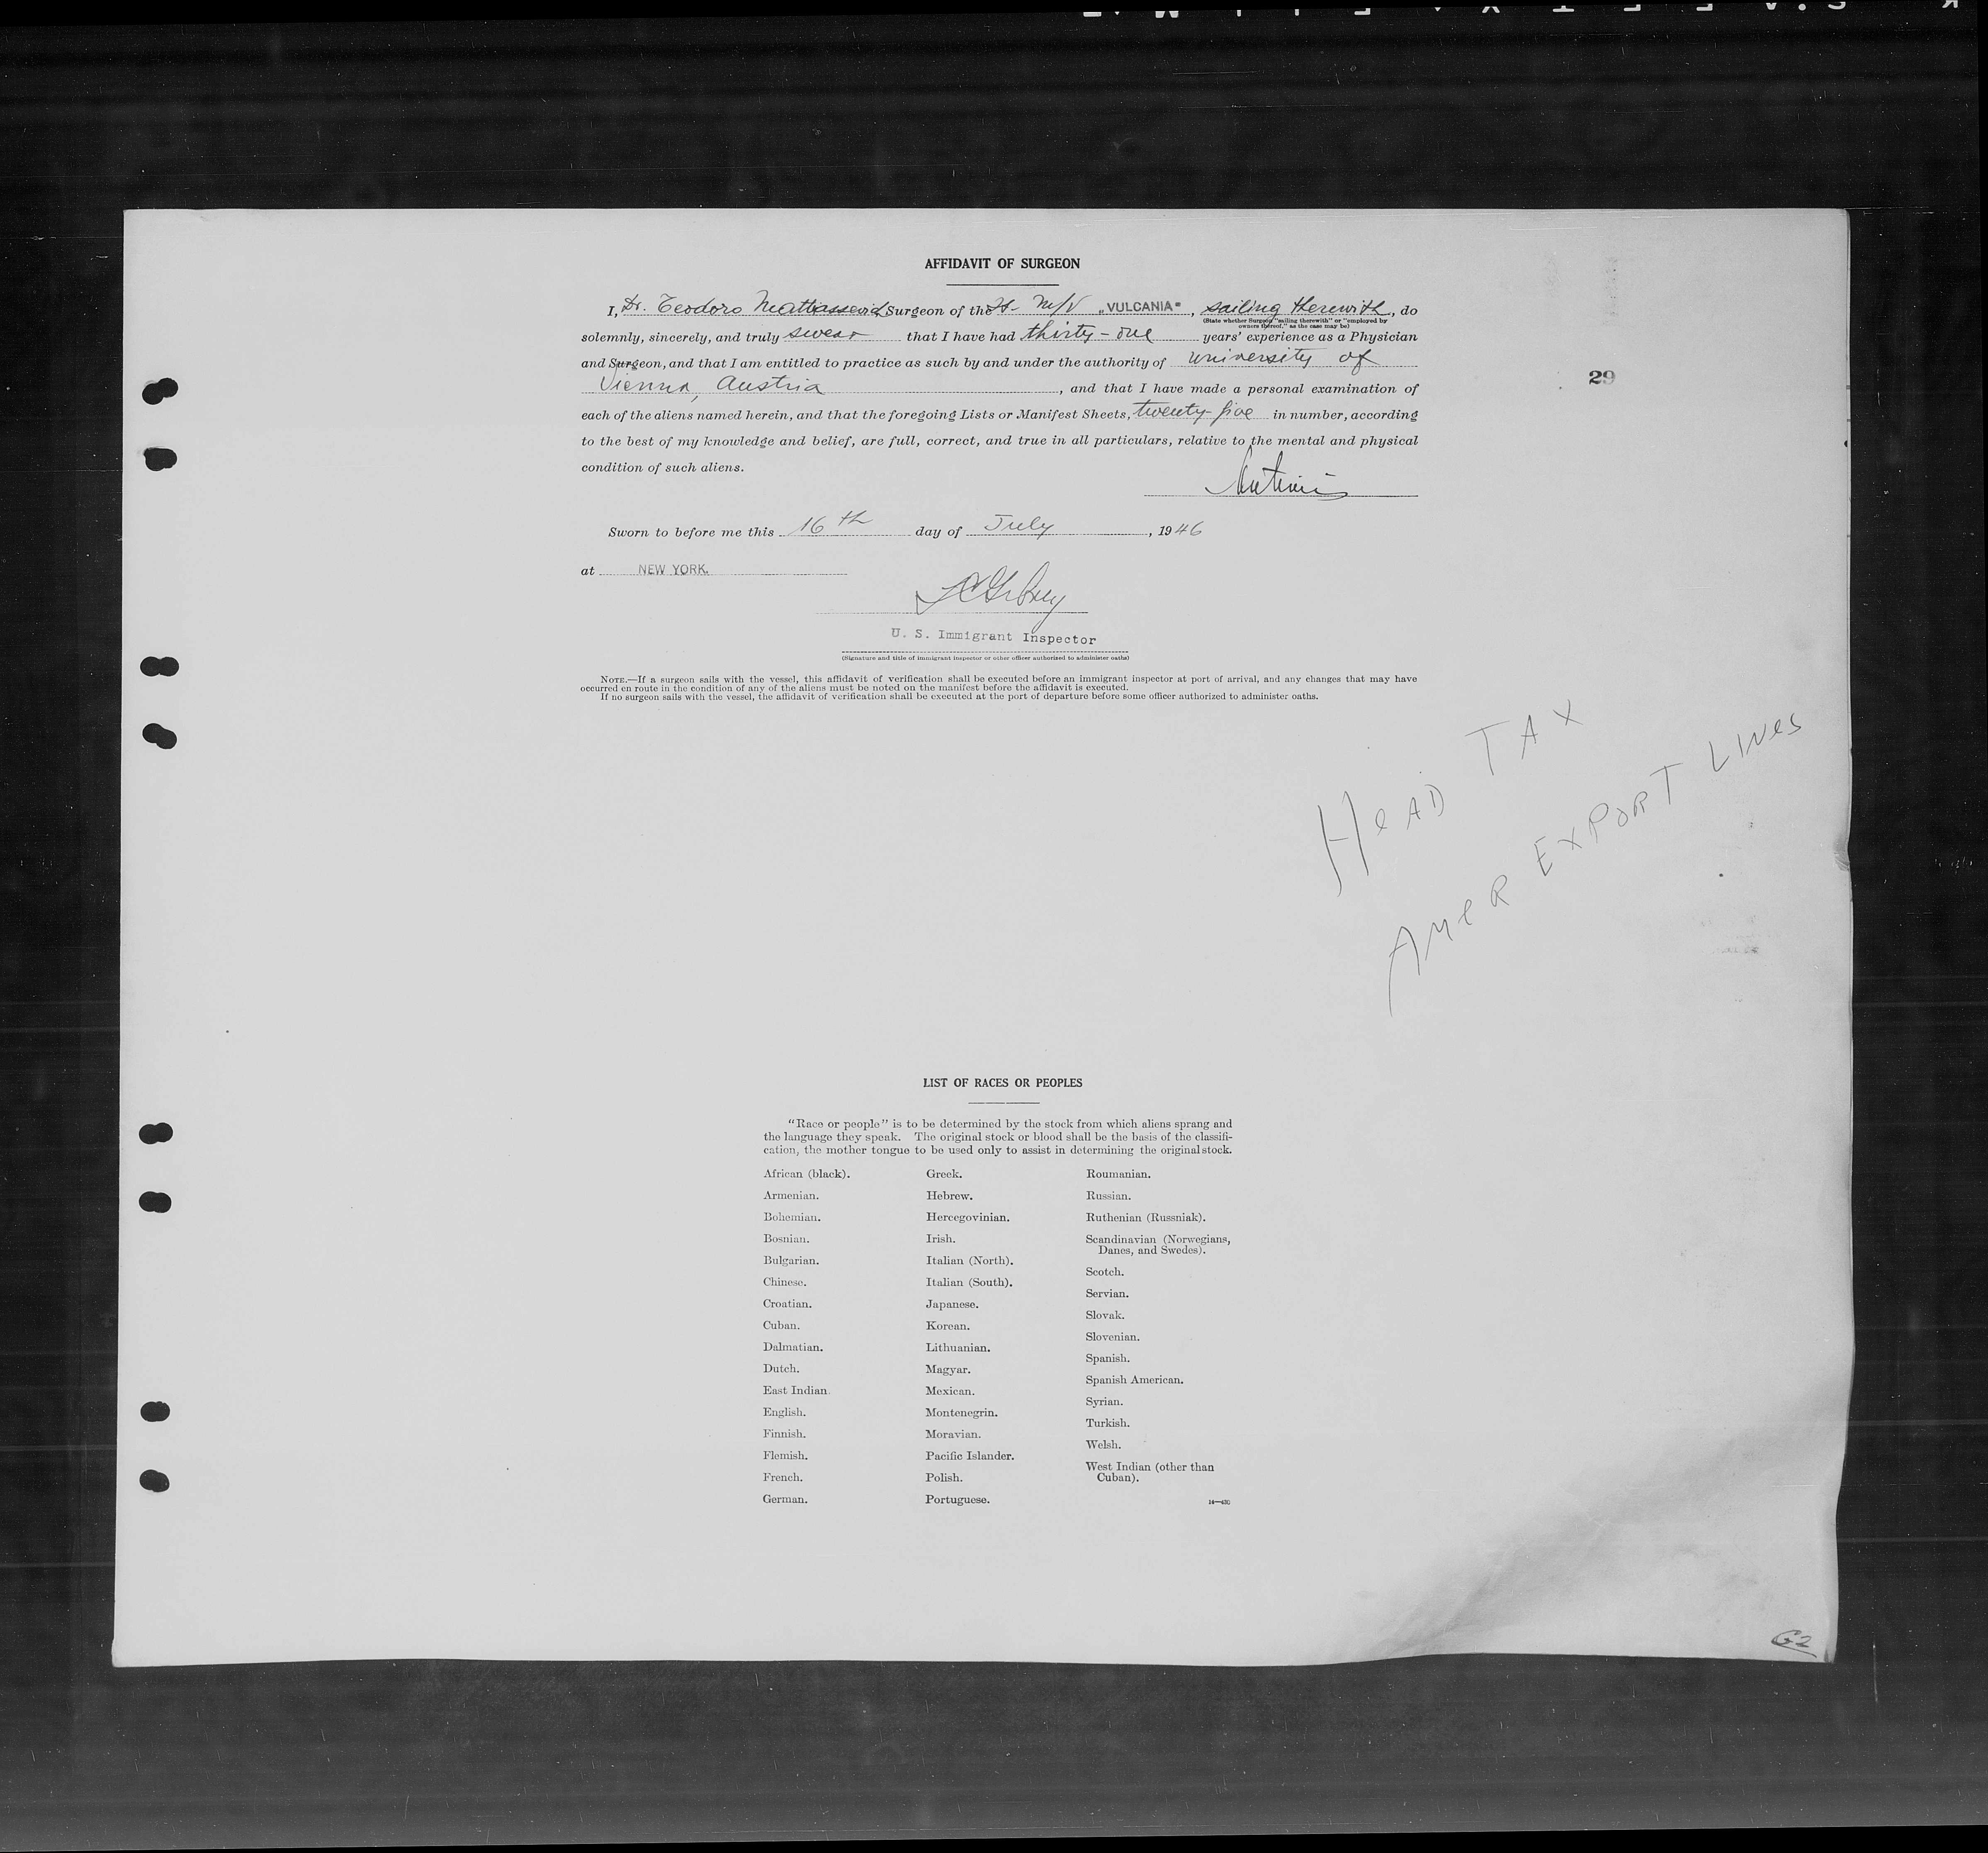 AFFIDAVIT OF SURGEON
I, Dr. Teodoro Mattiassevich Surgeon of the It. M/V „VULCANIA", sailing therewith, do
(State whether Surgeon "sailing therewith" or "employed by
owners thereof," as the case may be)
solemnly, sincerely, and truly swear that I have had thirty-one years' experience as a Physician
and Surgeon, and that I am entitled to practice as such by and under the authority of University of
Vienna, Austria, and that I have made a personal examination of
29
each of the aliens named herein, and that the foregoing Lists or Manifest Sheets, twenty-five in number, according
to the best of my knowledge and belief, are full, correct, and true in all particulars, relative to the mental and physical
condition of such aliens.
Sworn to before me this 16th day of July, 1946
at NEW YORK.
U. S. Immigrant Inspector
(Signature and title of immigrant inspector or other officer authorized to administer oaths)
NOTE.—If a surgeon sails with the vessel, this affidavit of verification shall be executed before an immigrant inspector at port of arrival, and any changes that may have
occurred en route in the condition of any of the aliens must be noted on the manifest before the affidavit is executed.
If no surgeon sails with the vessel, the affidavit of verification shall be executed at the port of departure before some officer authorized to administer oaths.
HeAD TAX
AMeR EXPORT LINes
LIST OF RACES OR PEOPLES
"Race or people" is to be determined by the stock from which aliens sprang and
the language they speak. The original stock or blood shall be the basis of the classifi-
cation, the mother tongue to be used only to assist in determining the original stock.
African (black).
Armenian.
Bohemian.
Bosnian.
Bulgarian.
Chinese.
Croatian.
Cuban.
Dalmatian.
Dutch.
East Indian.
English.
Finnish.
Flemish.
French.
German.
Greek.
Hebrew.
Hercegovinian.
Irish.
Italian (North).
Italian (South).
Japanese.
Korean.
Lithuanian.
Magyar.
Mexican.
Montenegrin.
Moravian.
Pacific Islander.
Polish.
Portuguese.
Roumanian.
Russian.
Ruthenian (Russniak).
Scandinavian (Norwegians,
Danes, and Swedes).
Scotch.
Servian.
Slovak.
Slovenian.
Spanish.
Spanish American.
Syrian.
Turkish.
Welsh.
West Indian (other than
Cuban).
14—430
G2